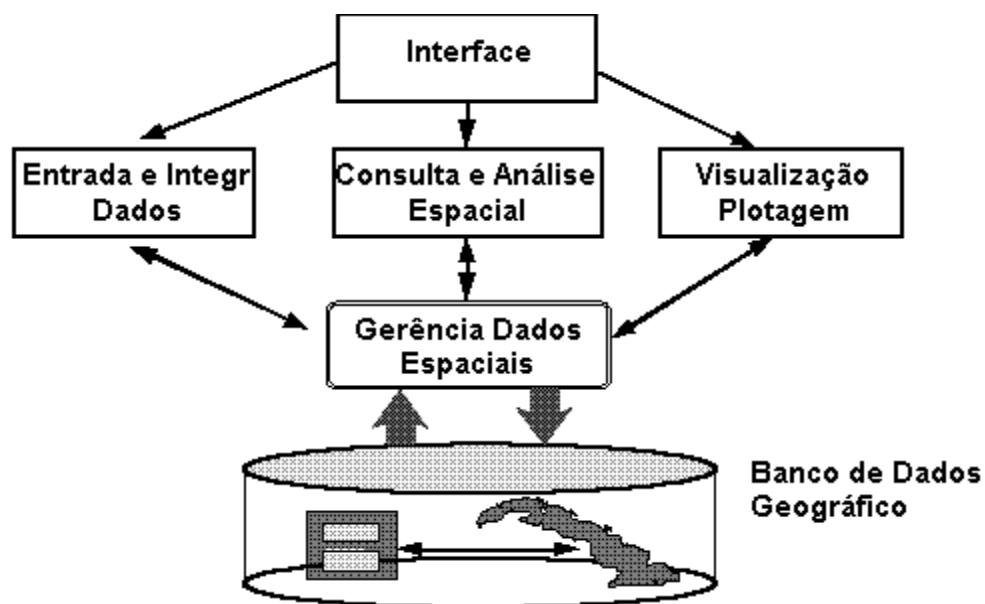 Interface
Entrada e Integr
Dados
Consulta e Análise
Espacial
Visualização
Plotagem
Gerência Dados
Espaciais
Banco de Dados
Geográfico